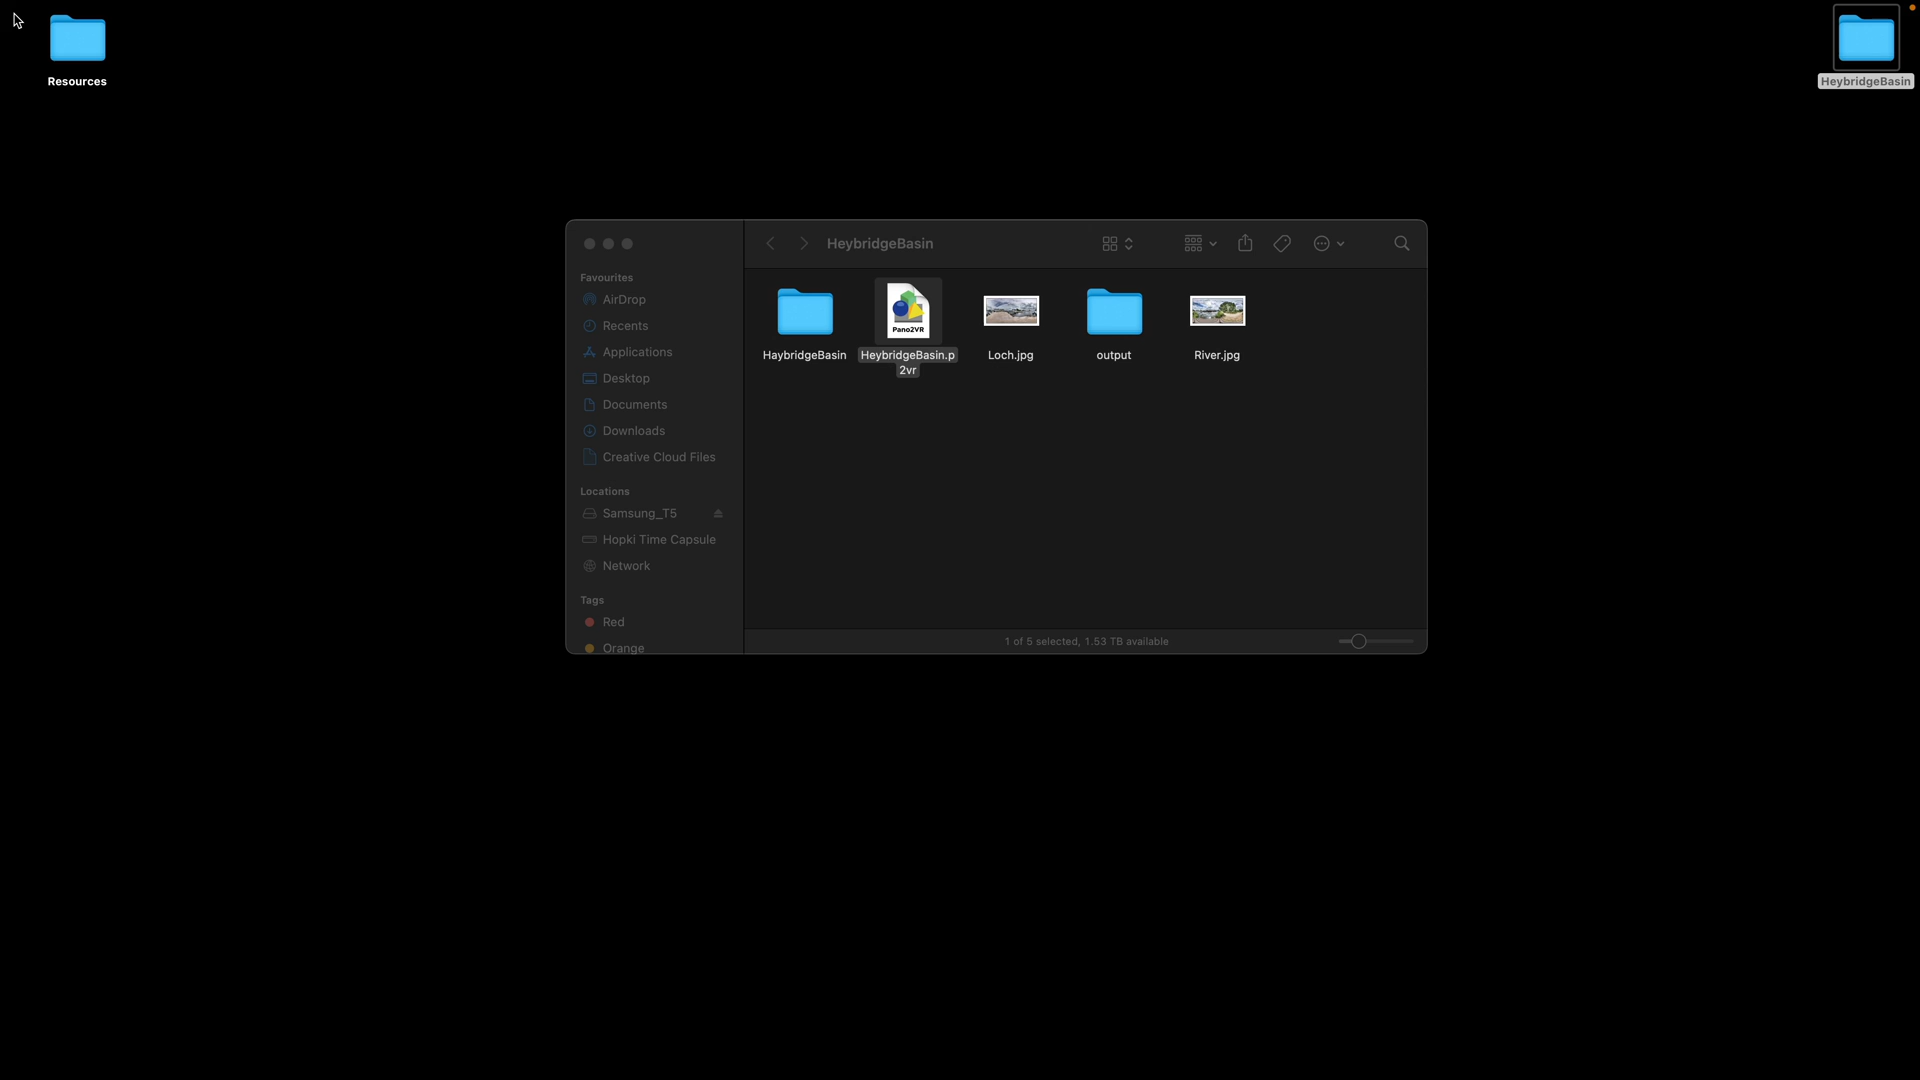 Resources
HeybridgeBasin
HeybridgeBasin
Favourites
AirDrop
Recents
Applications
Desktop
Documents
Downloads
Creative Cloud Files
Locations
Samsung_T5
Hopki Time Capsule
Network
Tags
Red
Orange
Pano2VR
HaybridgeBasin
HeybridgeBasin.p
2vr
Loch.jpg
output
River.jpg
1 of 5 selected, 1.53 TB available